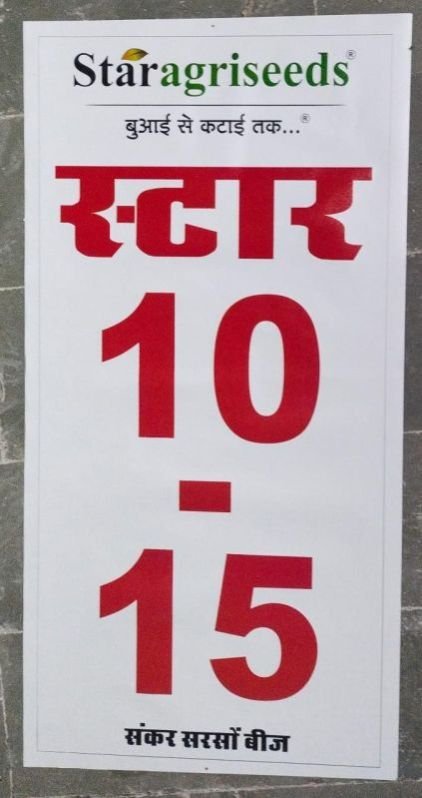 Staragriseeds®
बुआई से कटाई तक...®
स्टार
10
-
15
संकर सरसों बीज